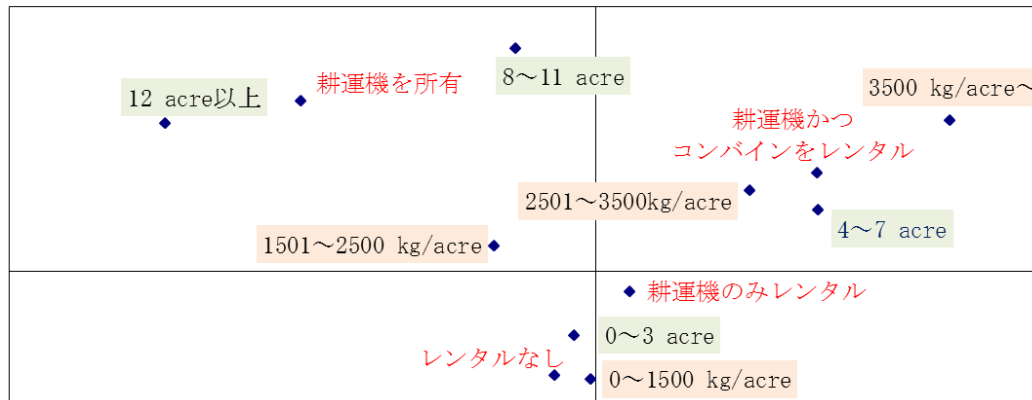 8～11 acre
耕運機を所有
12 acre以上
3500 kg/acre～
耕運機かつ
コンバインをレンタル
2501～3500kg/acre
4～7 acre
1501～2500 kg/acre
耕運機のみレンタル
0～3 acre
レンタルなし
0～1500 kg/acre